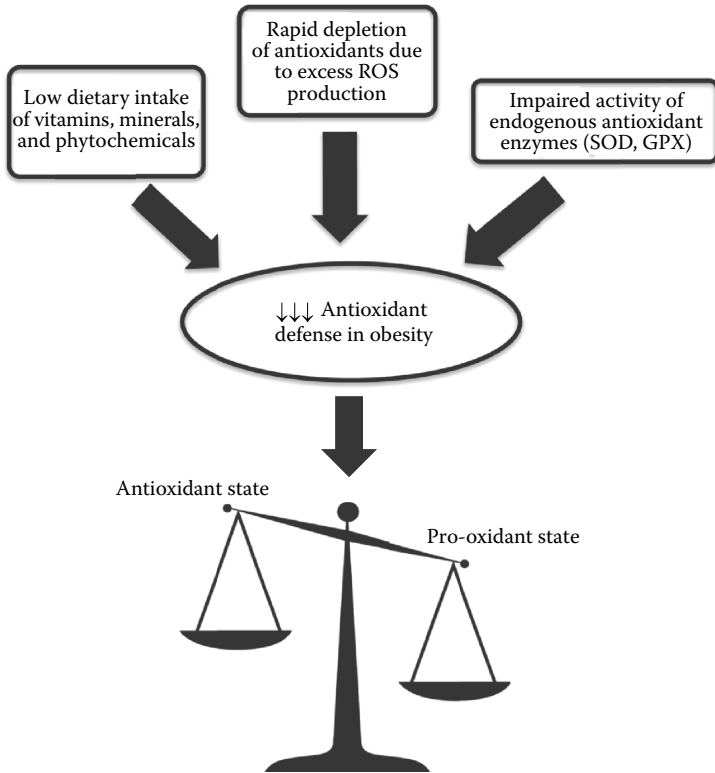 Rapid depletion
of antioxidants due
to excess ROS
production
Low dietary intake
of vitamins, minerals,
and phytochemicals
Impaired activity of
endogenous antioxidant
enzymes (SOD, GPX)
↓↓↓ Antioxidant
defense in obesity
Antioxidant state
Pro-oxidant state